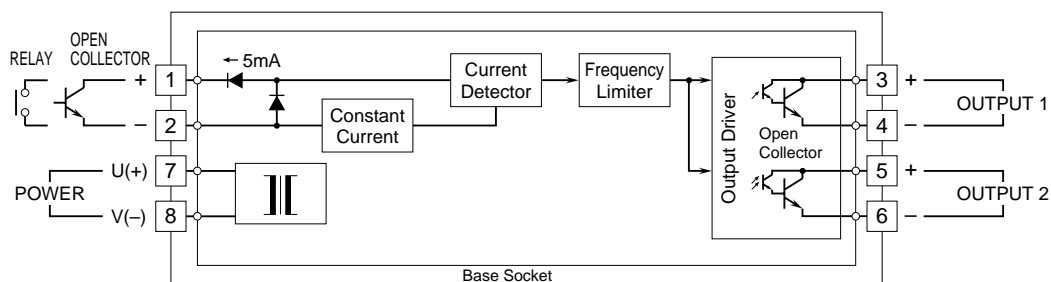 RELAY
OPEN
COLLECTOR
+
−
1
2
← 5mA
Current
Detector
Constant
Current
Frequency
Limiter
Output Driver
Open
Collector
3
4
5
6
+
−
OUTPUT 1
+
−
OUTPUT 2
POWER
U(+)
V(–)
7
8
Base Socket